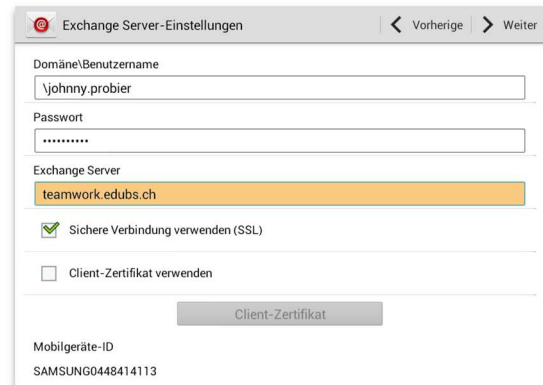 Exchange Server-Einstellungen Vorherige Weiter
Domäne\Benutzername
\johnny.probier
Passwort
••••••••••
Exchange Server
teamwork.edubs.ch
Sichere Verbindung verwenden (SSL)
Client-Zertifikat verwenden
Client-Zertifikat
Mobilgeräte-ID
SAMSUNG0448414113